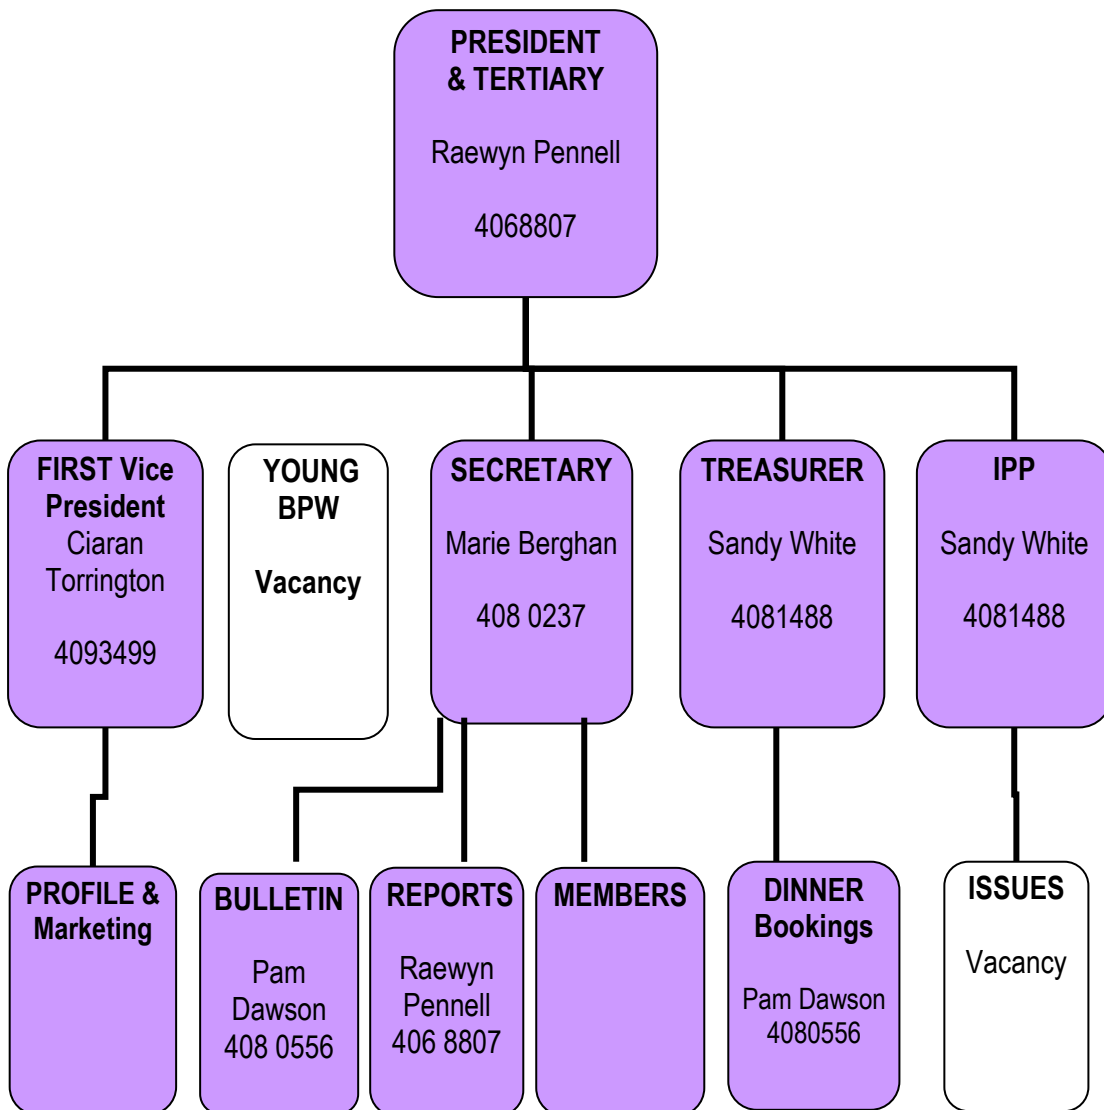 PRESIDENT
& TERTIARY
Raewyn Pennell
4068807
FIRST Vice
President
Ciaran
Torrington
4093499
YOUNG
BPW
Vacancy
SECRETARY
Marie Berghan
408 0237
TREASURER
Sandy White
4081488
IPP
Sandy White
4081488
PROFILE &
Marketing
BULLETIN
Pam
Dawson
408 0556
REPORTS
Raewyn
Pennell
406 8807
MEMBERS
DINNER
Bookings
Pam Dawson
4080556
ISSUES
Vacancy